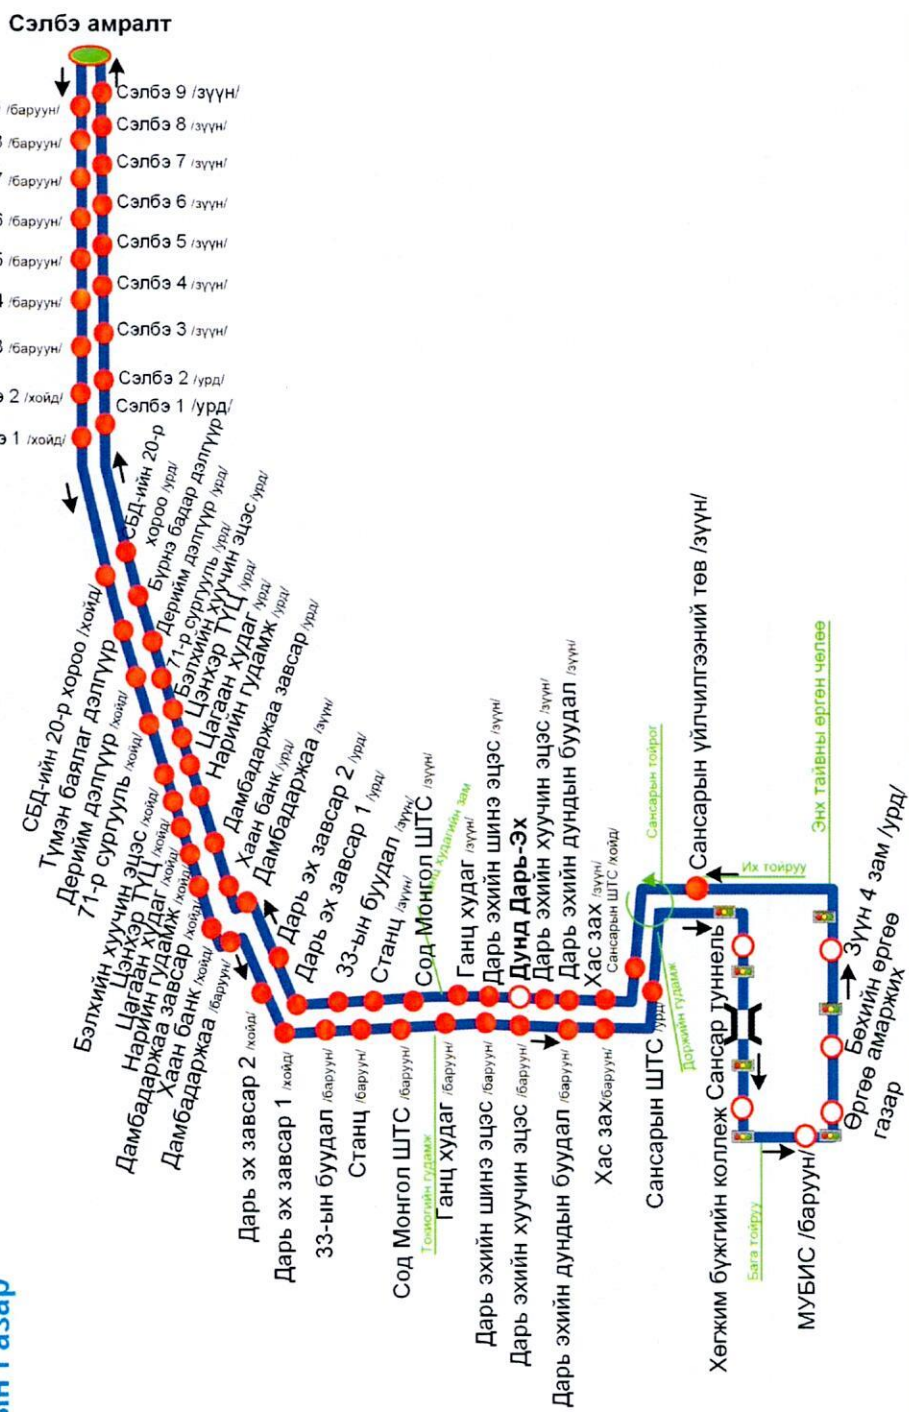 Сэлбэ амралт
Сэлбэ 9 /зүүн/
Сэлбэ 8 /зүүн/
Сэлбэ 7 /зүүн/
Сэлбэ 6 /зүүн/
Сэлбэ 5 /зүүн/
Сэлбэ 4 /зүүн/
Сэлбэ 3 /зүүн/
Сэлбэ 2 /урд/
Сэлбэ 1 /урд/
/баруун/
/баруун/
/баруун/
6 /баруун/
/баруун/
4 /баруун/
3 /баруун/
э 2 /хойд/
э 1 /хойд/
СБД-ийн 20-р
хороо /урд/
Бүрнэ бадар дэлгүүр
Дерийм дэлгүүр /урд/
71-р сургууль /урд/
Бэлхийн хуучин эцэс /урд/
Цэнхэр ТҮЦ /урд/
Цагаан худаг /урд/
Нарийн гудамж /урд/
Дамбадаржаа завсар /урд/
Хаан банк /урд/
Дамбадаржаа /зүүн/
Дарь эх завсар 2 /урд/
Дарь эх завсар 1 /урд/
33-ын буудал /зүүн/
Станц /зүүн/
Сод Монгол ШТС /зүүн/
худагийн зам
Ганц худаг /зүүн/
Дарь эхийн шинэ эцэс /зүүн/
Дунд Дарь-Эх
Дарь эхийн хуучин эцэс /зүүн/
Дарь эхийн дундын буудал /зүүн/
Хас зах /зүүн/
Сансарын ШТС /хойд/
СБД-ийн 20-р хороо /хойд/
Түмэн баялаг дэлгүүр
Дерийм дэлгүүр /хойд/
71-р сургууль /хойд/
Бэлхийн хуучин эцэс /хойд/
Цэнхэр ТҮЦ /хойд/
Цагаан худаг /хойд/
Нарийн гудамж /хойд/
Дамбадаржаа завсар /хойд/
Хаан банк /хойд/
Дамбадаржаа /баруун/
Дарь эх завсар 2 /хойд/
Дарь эх завсар 1 /хойд/
33-ын буудал /баруун/
Станц /баруун/
Сод Монгол ШТС /баруун/
Токиогийн гудамж
Ганц худаг /баруун/
Дарь эхийн шинэ эцэс /баруун/
Дарь эхийн хуучин эцэс /баруун/
Дарь эхийн дундын буудал /баруун/
Хас зах /баруун/
Сансарын ШТС /урд/
Сансарын тойрог
Доржийн гудамж
Сансарын үйлчилгээний төв /зүүн/
Их тойруу
Энх тайвны өргөн чөлөө
Сансар туннель
Хөгжим бүжгийн коллеж
Бага тойруу
МУБИС /баруун/
Өргөө амаржих
газар
Бөхийн өргөө
Зүүн 4 зам /урд/
ын Газар